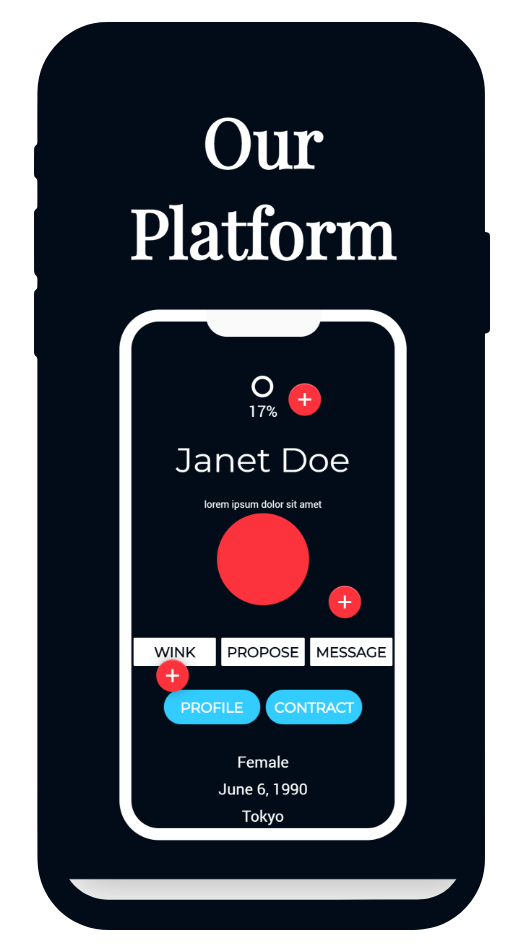 Our
Platform
17%
Janet Doe
lorem ipsum dolor sit amet
WINK PROPOSE MESSAGE
PROFILE CONTRACT
Female
June 6, 1990
Tokyo